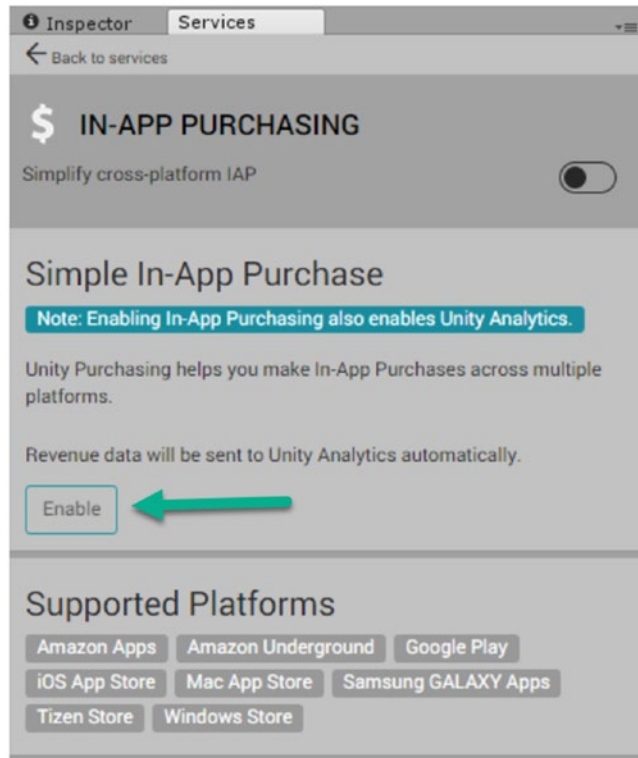 Inspector Services
Back to services
$ IN-APP PURCHASING
Simplify cross-platform IAP
Simple In-App Purchase
Note: Enabling In-App Purchasing also enables Unity Analytics.
Unity Purchasing helps you make In-App Purchases across multiple
platforms.
Revenue data will be sent to Unity Analytics automatically.
Enable
Supported Platforms
Amazon Apps Amazon Underground Google Play
iOS App Store Mac App Store Samsung GALAXY Apps
Tizen Store Windows Store